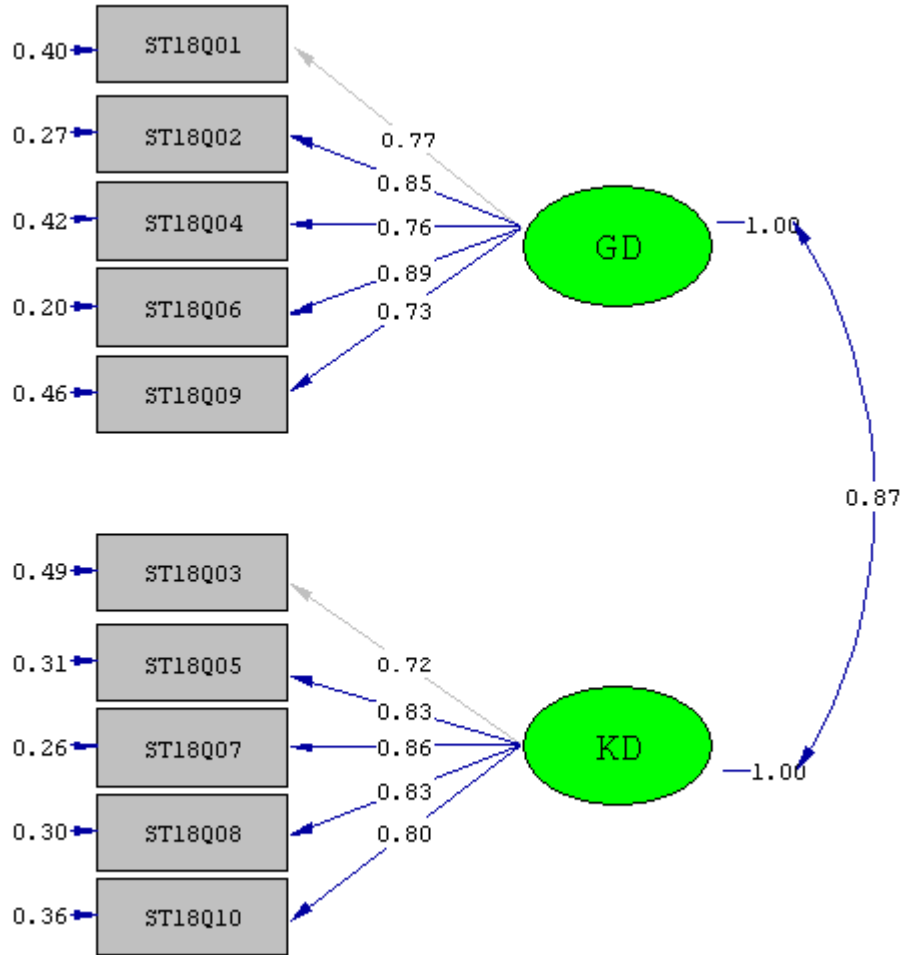 0.40 ST18Q01
0.77
0.27 ST18Q02
0.85
0.42 ST18Q04 0.76 GD 1.00
0.89
0.20 ST18Q06 0.73
0.46 ST18Q09
0.87
0.49 ST18Q03
0.31 ST18Q05 0.72
0.83
0.26 ST18Q07 0.86 KD 1.00
0.83
0.30 ST18Q08 0.80
0.36 ST18Q10